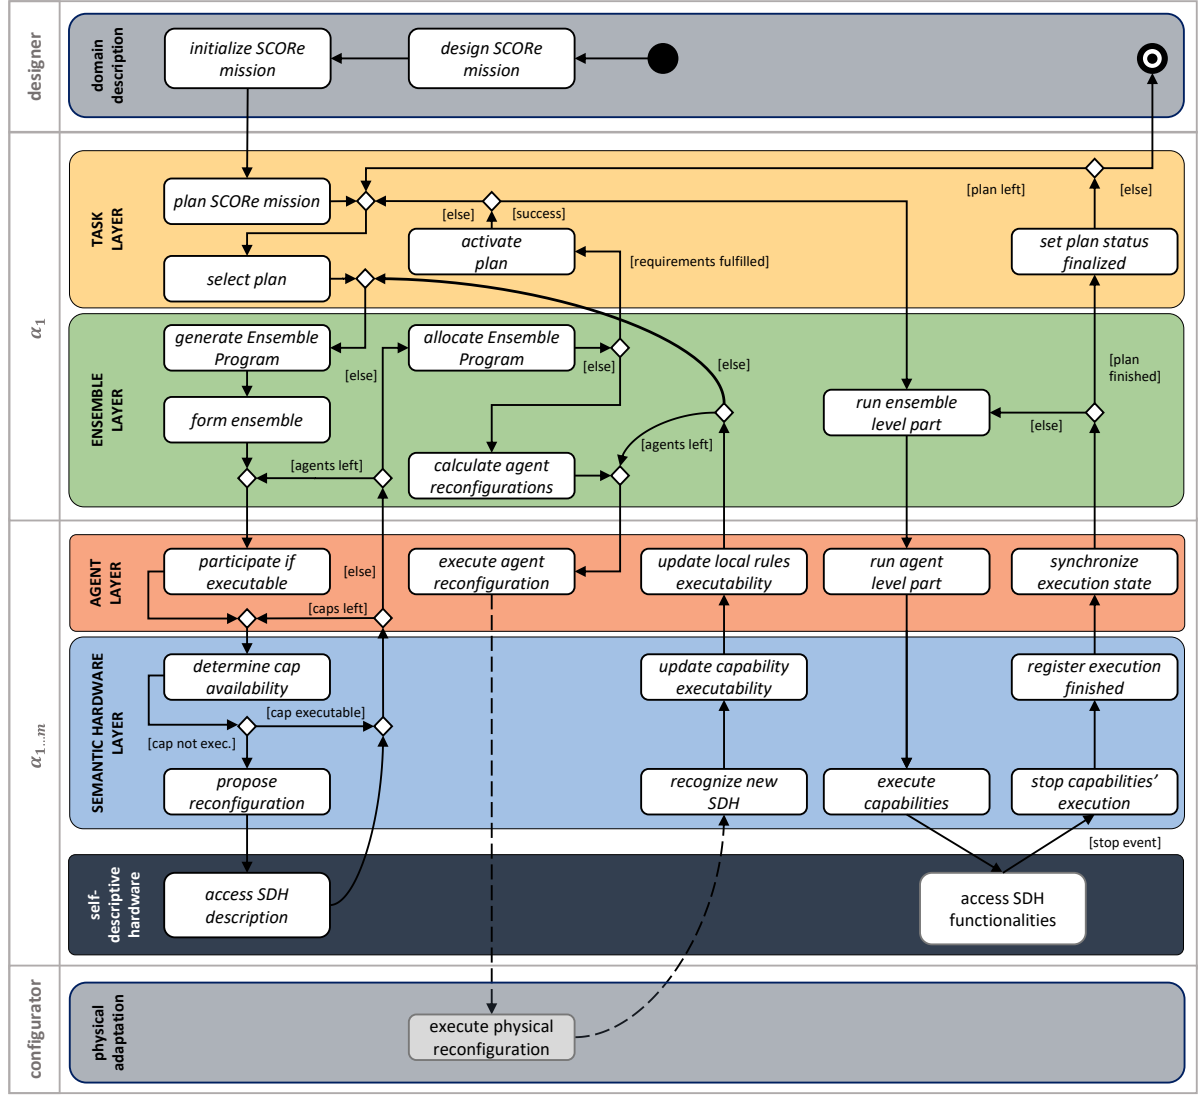 designer
domain
description
initialize SCORe
mission
design SCORe
mission
α1
TASK
LAYER
plan SCORe mission
select plan
activate
plan
[else]
[success]
[requirements fulfilled]
[plan left]
[else]
set plan status
finalized
ENSEMBLE
LAYER
generate Ensemble
Program
form ensemble
[else]
allocate Ensemble
Program
[else]
[agents left]
calculate agent
reconfigurations
[agents left]
[else]
run ensemble
level part
[else]
[plan
finished]
α1…m
AGENT
LAYER
participate if
executable
[else]
[caps left]
execute agent
reconfiguration
update local rules
executability
run agent
level part
synchronize
execution state
SEMANTIC HARDWARE
LAYER
determine cap
availability
[cap executable]
[cap not exec.]
propose
reconfiguration
update capability
executability
recognize new
SDH
execute
capabilities
register execution
finished
stop capabilities’
execution
[stop event]
self-
descriptive
hardware
access SDH
description
access SDH
functionalities
configurator
physical
adaptation
execute physical
reconfiguration